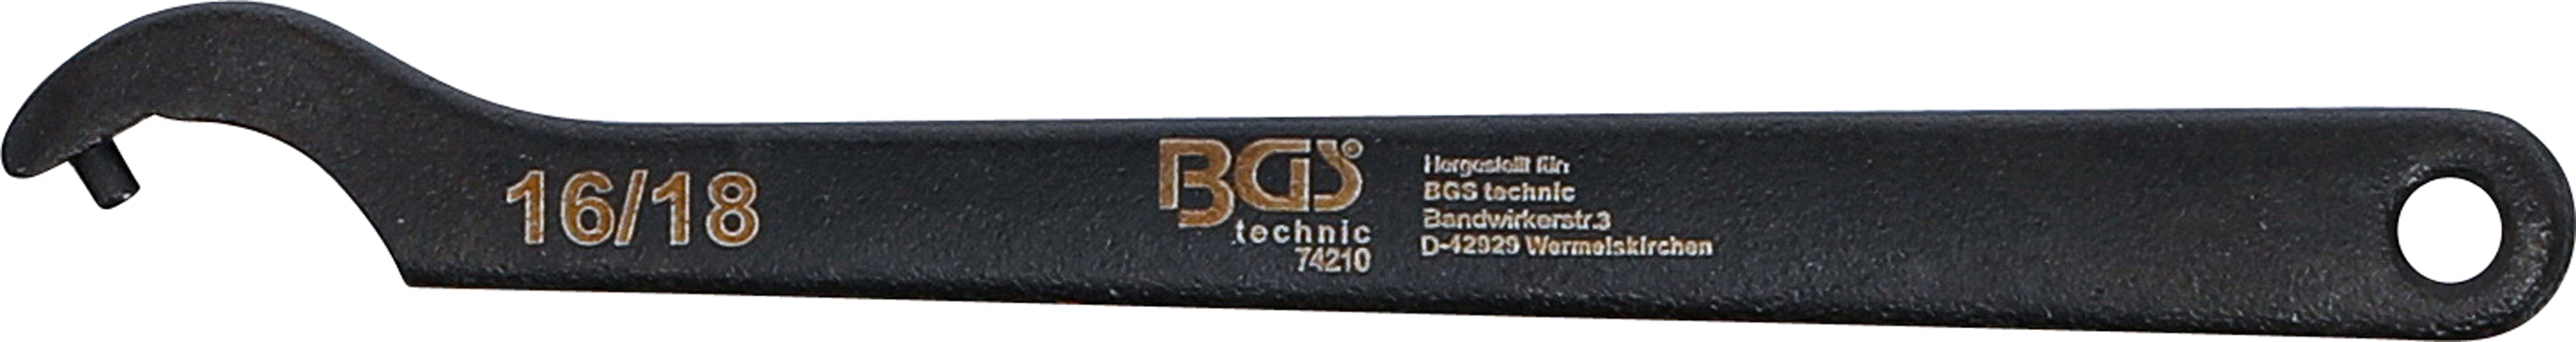 16/18
BGS®
technic
74210
Hergestellt für:
BGS technic
Bandwirkerstr.3
D-42929 Wermelskirchen